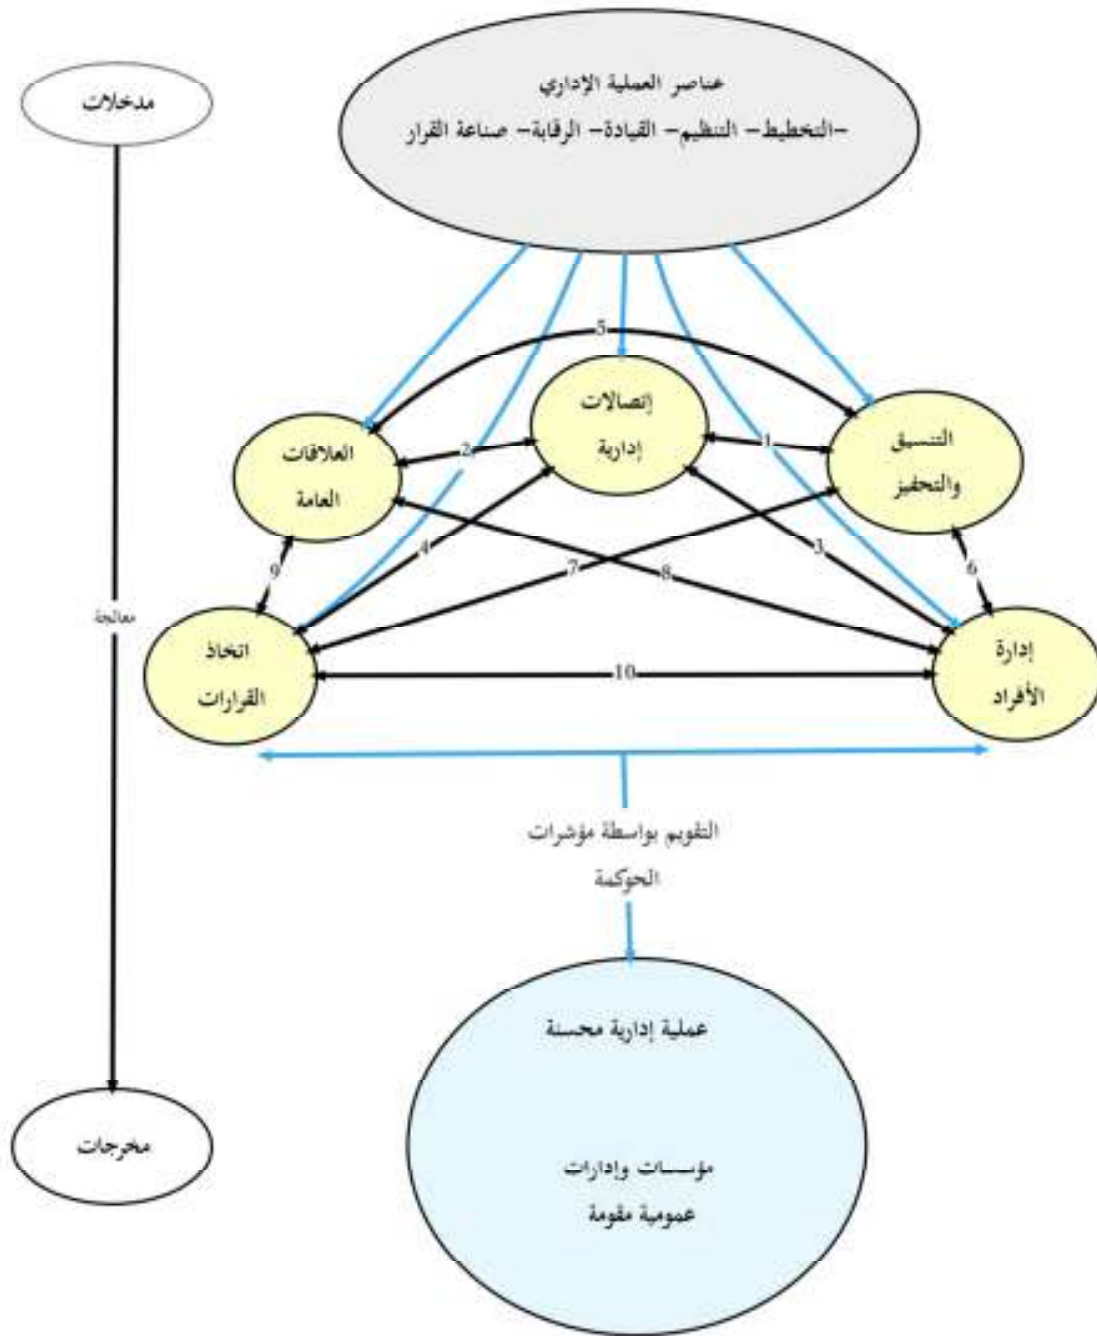 عناصر العملية الإداري
مدخلات
-التخطيط- التنظيم- القيادة- الرقابة- صناعة القرار
5
إتصالات
إدارية
التنسيق
والتحفيز
العلاقات
العامة
1
2
3
4
6
7
8
9
معالجة
إدارة
الأفراد
اتخاذ
القرارات
10
التقويم بواسطة مؤشرات
الحوكمة
عملية إدارية محسنة
مخرجات
مؤسسات وإدارات
عمومية مقومة